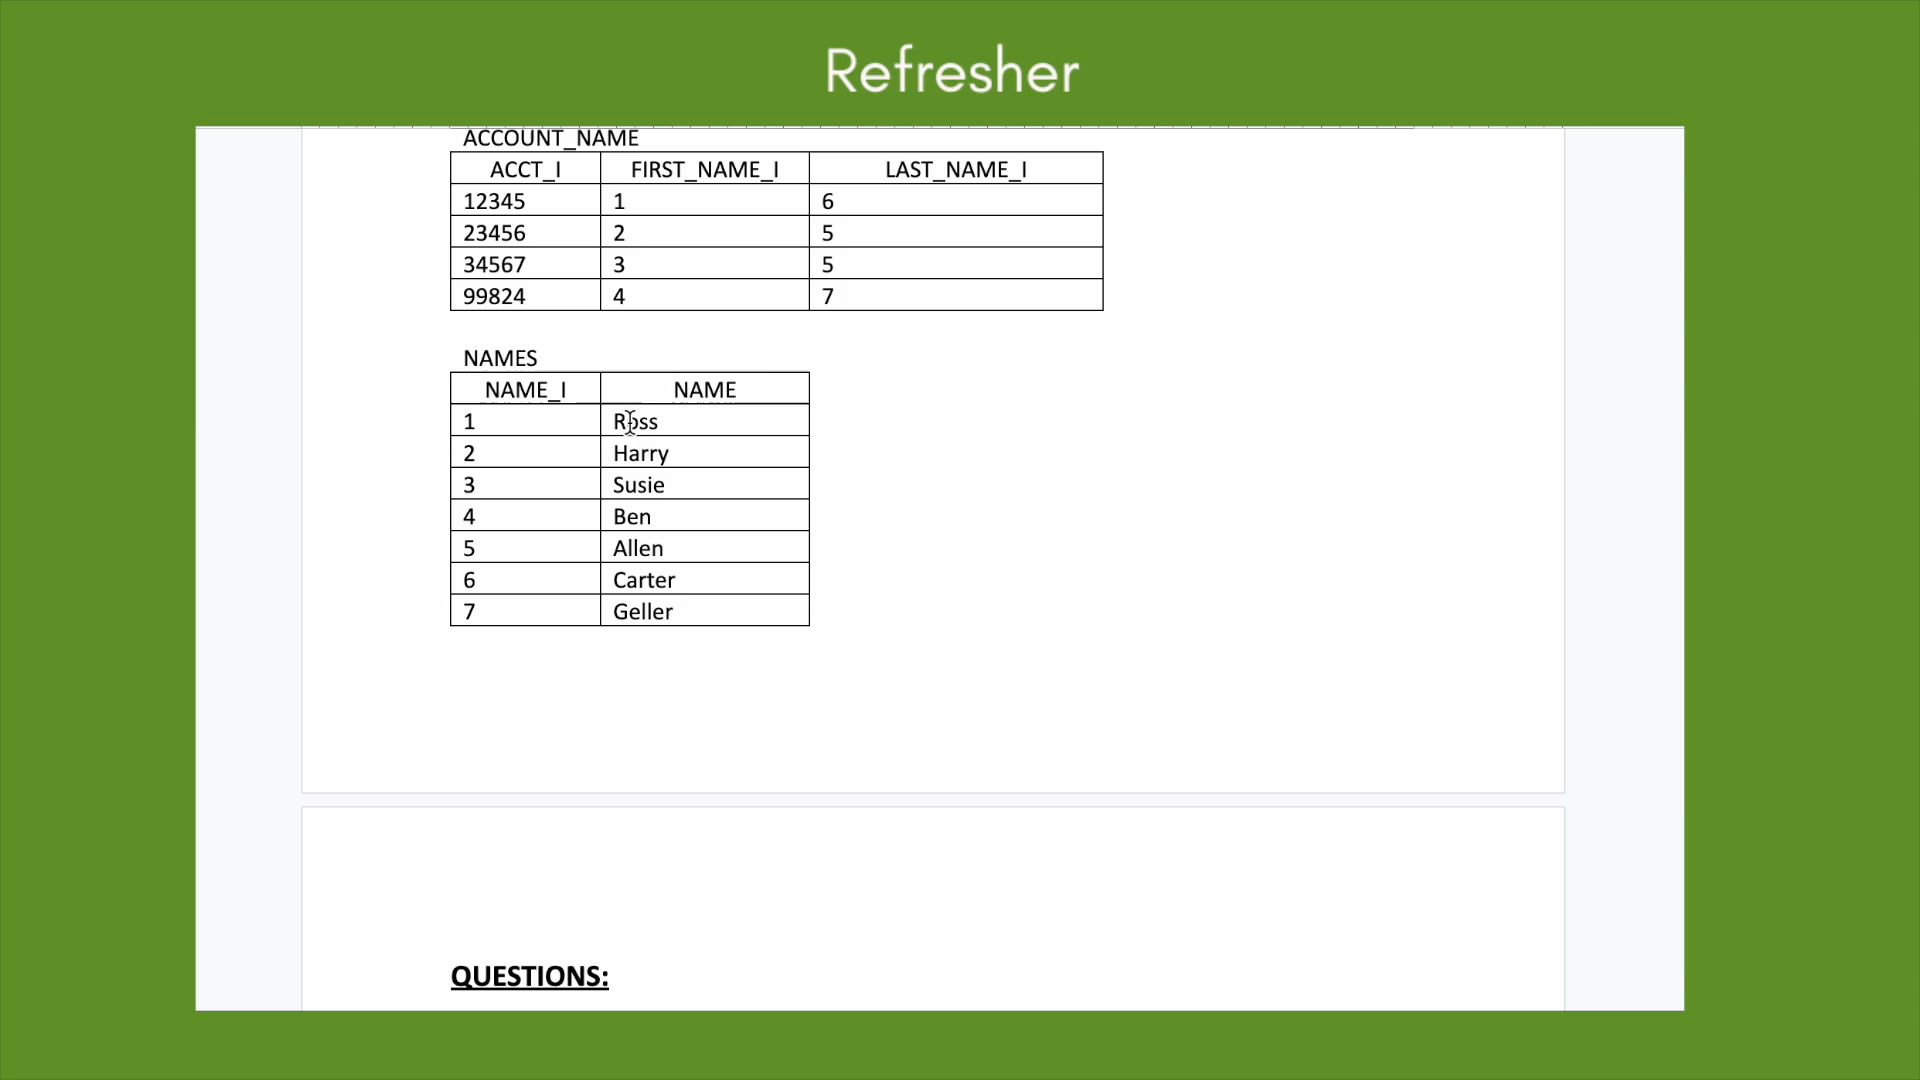 Refresher
ACCOUNT_NAME
ACCT_I FIRST_NAME_I LAST_NAME_I
12345 1 6
23456 2 5
34567 3 5
99824 4 7
NAMES
NAME_I NAME
1 Ross
2 Harry
3 Susie
4 Ben
5 Allen
6 Carter
7 Geller
QUESTIONS: